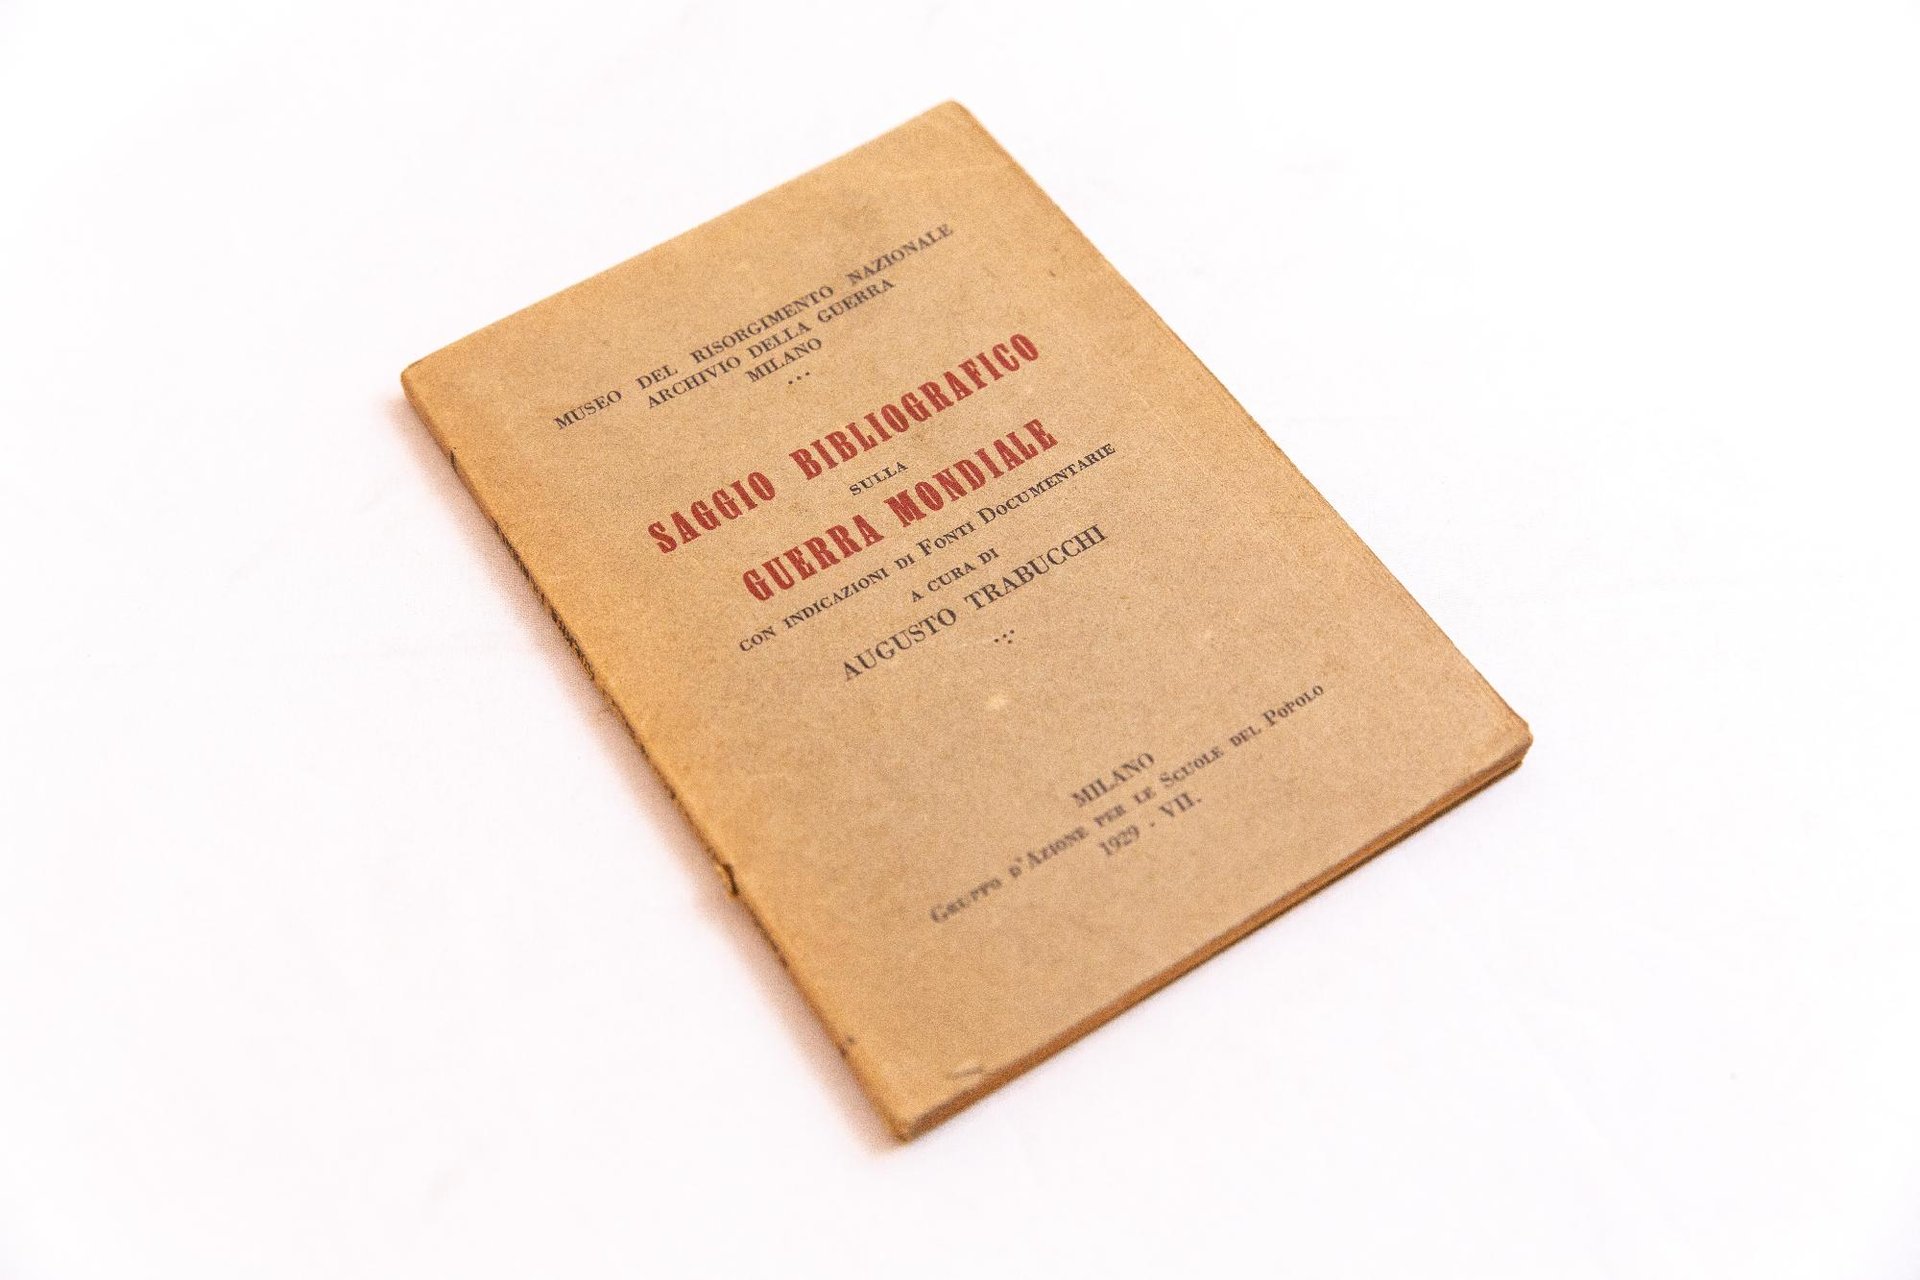 MUSEO DEL RISORGIMENTO NAZIONALE
ARCHIVIO DELLA GUERRA
MILANO
SAGGIO BIBLIOGRAFICO
SULLA
GUERRA MONDIALE
CON INDICAZIONI DI FONTI DOCUMENTARIE
A CURA DI
AUGUSTO TRABUCCHI
MILANO
GRUPPO D'AZIONE PER LE SCUOLE DEL POPOLO
1929 - VII.